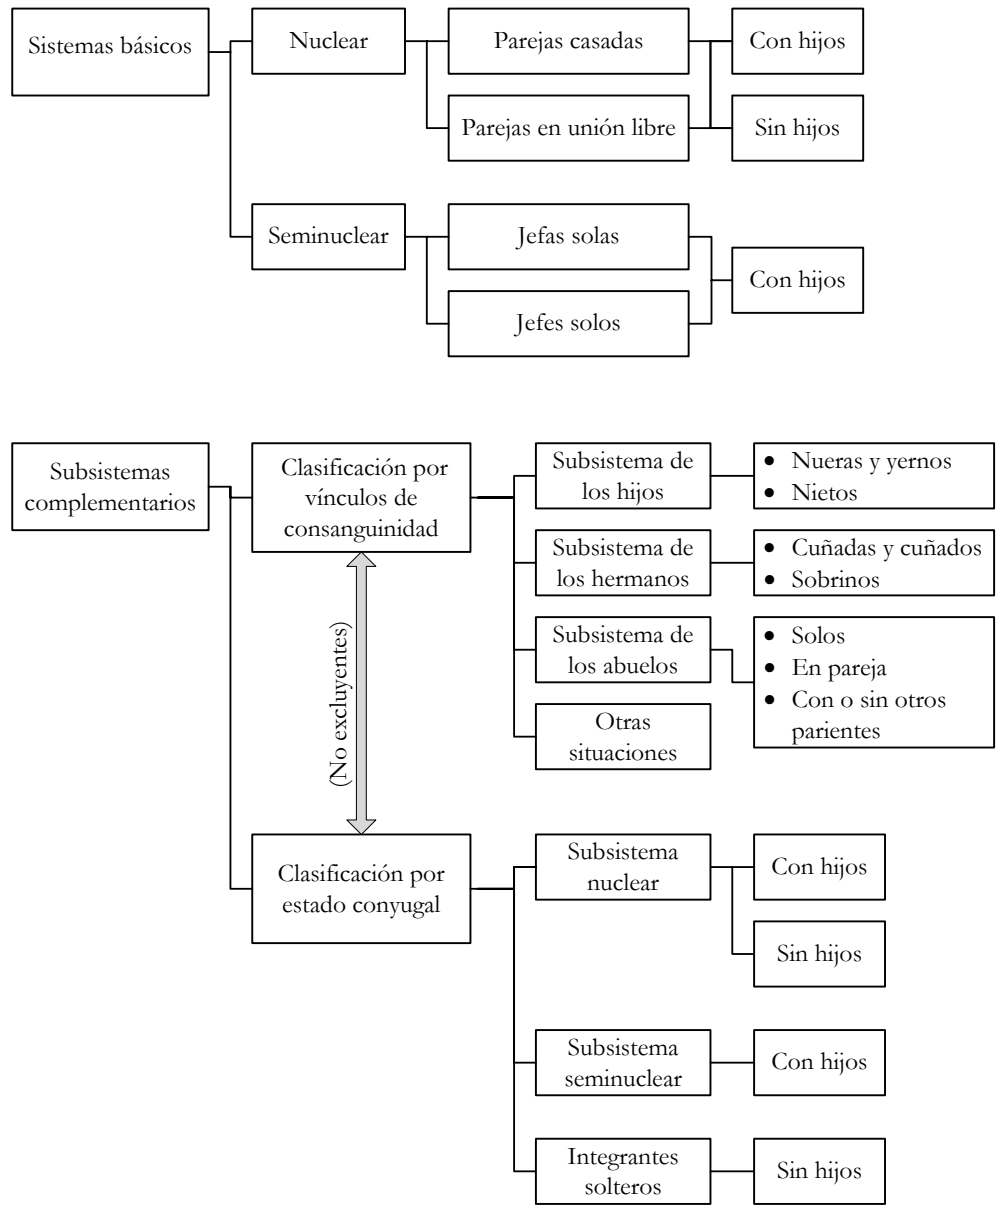 Sistemas básicos
Nuclear
Parejas casadas
Con hijos
Parejas en unión libre
Sin hijos
Seminuclear
Jefas solas
Con hijos
Jefes solos
Subsistemas
complementarios
Clasificación por
vínculos de
consanguinidad
Subsistema de
los hijos
• Nueras y yernos
• Nietos
Subsistema de
los hermanos
• Cuñadas y cuñados
• Sobrinos
Subsistema de
los abuelos
• Solos
• En pareja
• Con o sin otros
parientes
Otras
situaciones
(No excluyentes)
Clasificación por
estado conyugal
Subsistema
nuclear
Con hijos
Sin hijos
Subsistema
seminuclear
Con hijos
Integrantes
solteros
Sin hijos